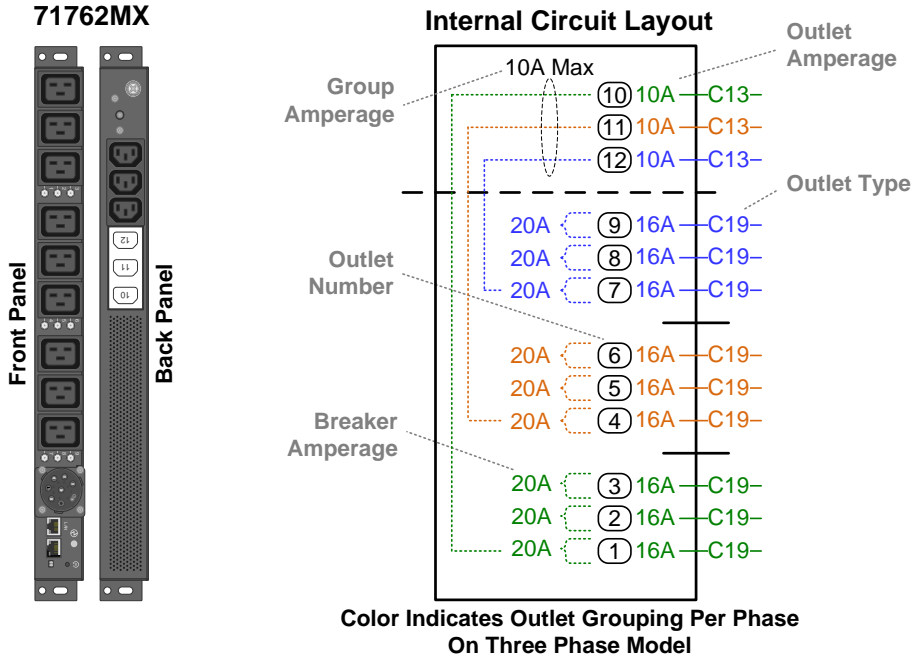 71762MX
Front Panel
Back Panel
12
11
10
Internal Circuit Layout
Group
Amperage
10A Max
Outlet
Amperage
10 10A C13
11 10A C13
12 10A C13
Outlet Type
20A 9 16A C19
20A 8 16A C19
20A 7 16A C19
Outlet
Number
20A 6 16A C19
20A 5 16A C19
20A 4 16A C19
Breaker
Amperage
20A 3 16A C19
20A 2 16A C19
20A 1 16A C19
Color Indicates Outlet Grouping Per Phase
On Three Phase Model